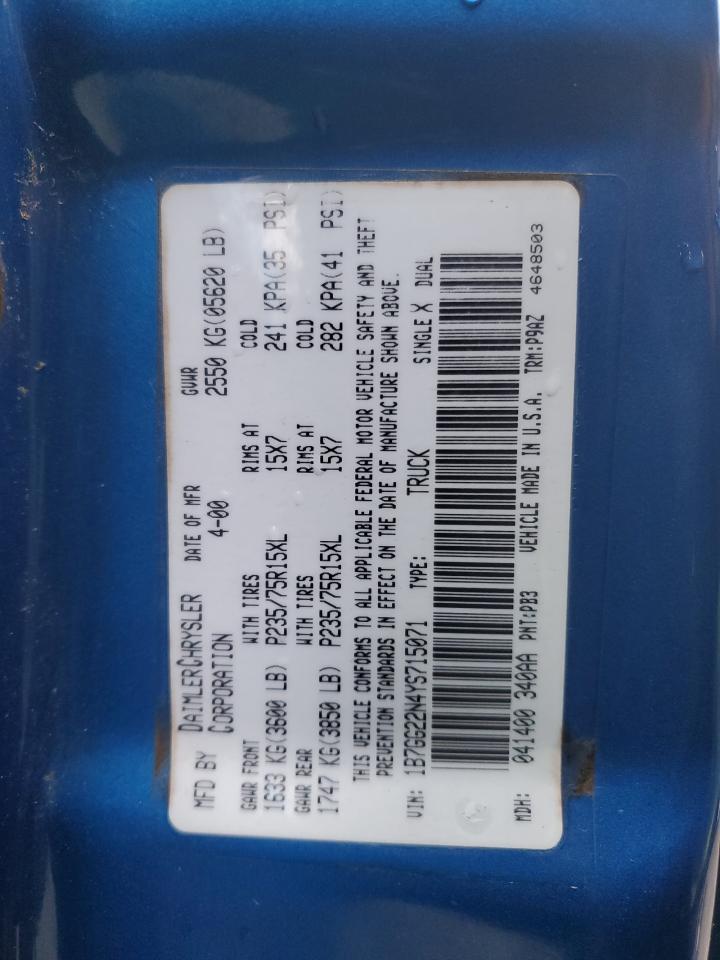 MFD BY DAIMLERCHRYSLER CORPORATION DATE OF MFR 4-00 GVWR 2550 KG(05620 LB)
GAWR FRONT WITH TIRES RIMS AT COLD
1633 KG(3600 LB) P235/75R15XL 15X7 241 KPA(35 PSI)
GAWR REAR WITH TIRES RIMS AT COLD
1747 KG(3850 LB) P235/75R15XL 15X7 282 KPA(41 PSI)
THIS VEHICLE CONFORMS TO ALL APPLICABLE FEDERAL MOTOR VEHICLE SAFETY AND THEFT
PREVENTION STANDARDS IN EFFECT ON THE DATE OF MANUFACTURE SHOWN ABOVE.
VIN: 1B7GG22N4YS715071 TYPE: TRUCK SINGLE X DUAL
MDH: 041400 340AA PNT:PB3 VEHICLE MADE IN U.S.A. TRM:P9AZ 4648503